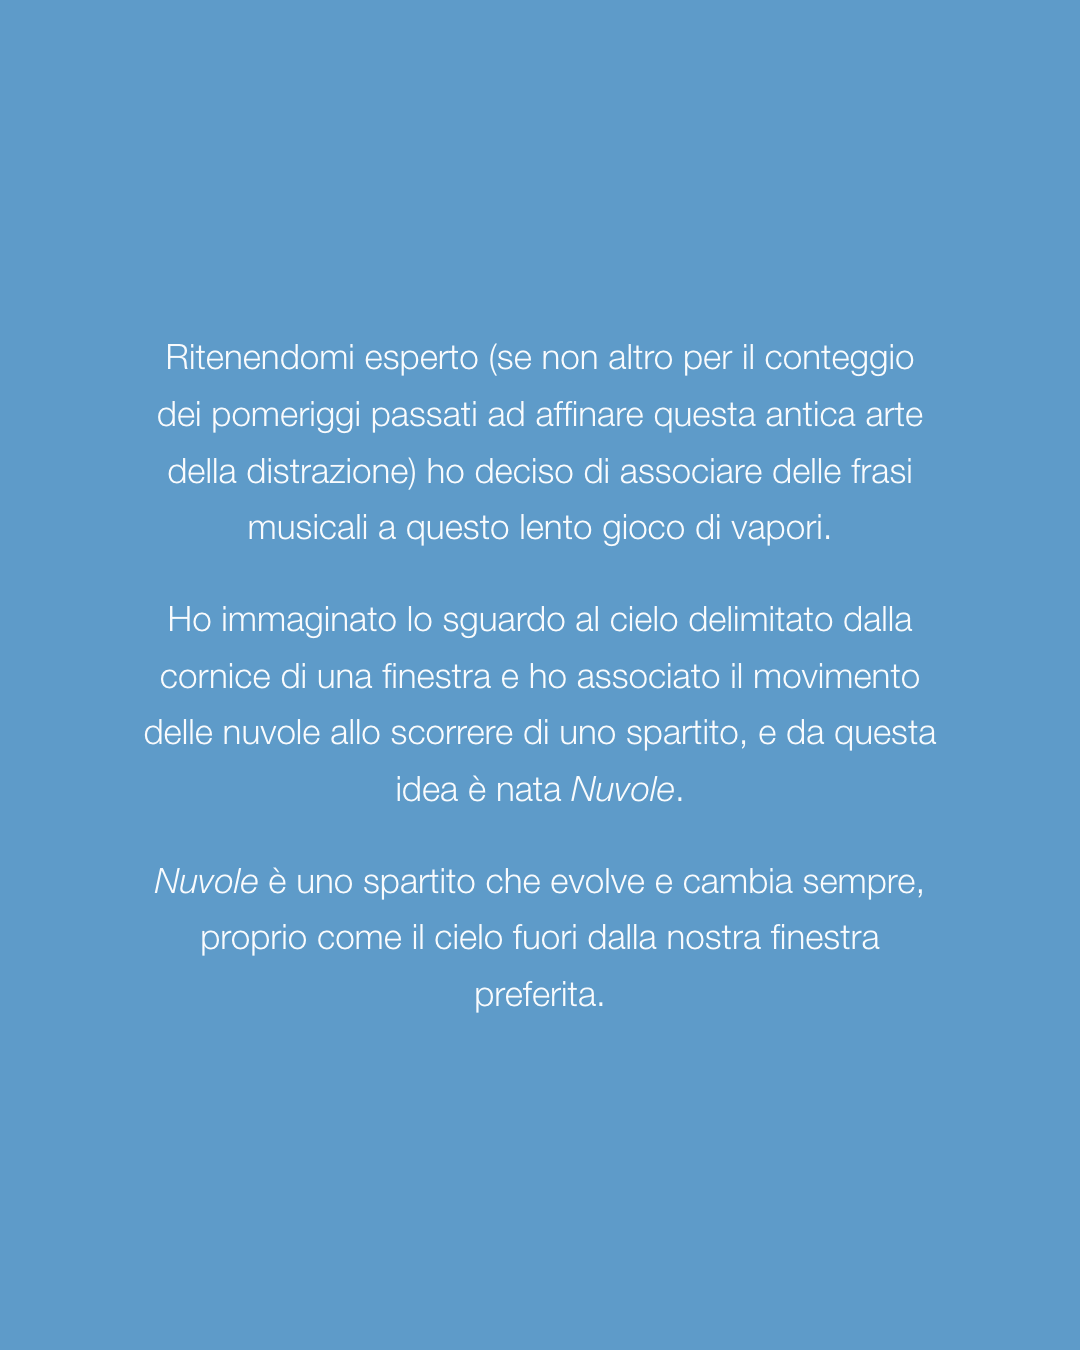 Ritenendomi esperto (se non altro per il conteggio
dei pomeriggi passati ad affinare questa antica arte
della distrazione) ho deciso di associare delle frasi
musicali a questo lento gioco di vapori.
Ho immaginato lo sguardo al cielo delimitato dalla
cornice di una finestra e ho associato il movimento
delle nuvole allo scorrere di uno spartito, e da questa
idea è nata Nuvole.
Nuvole è uno spartito che evolve e cambia sempre,
proprio come il cielo fuori dalla nostra finestra
preferita.